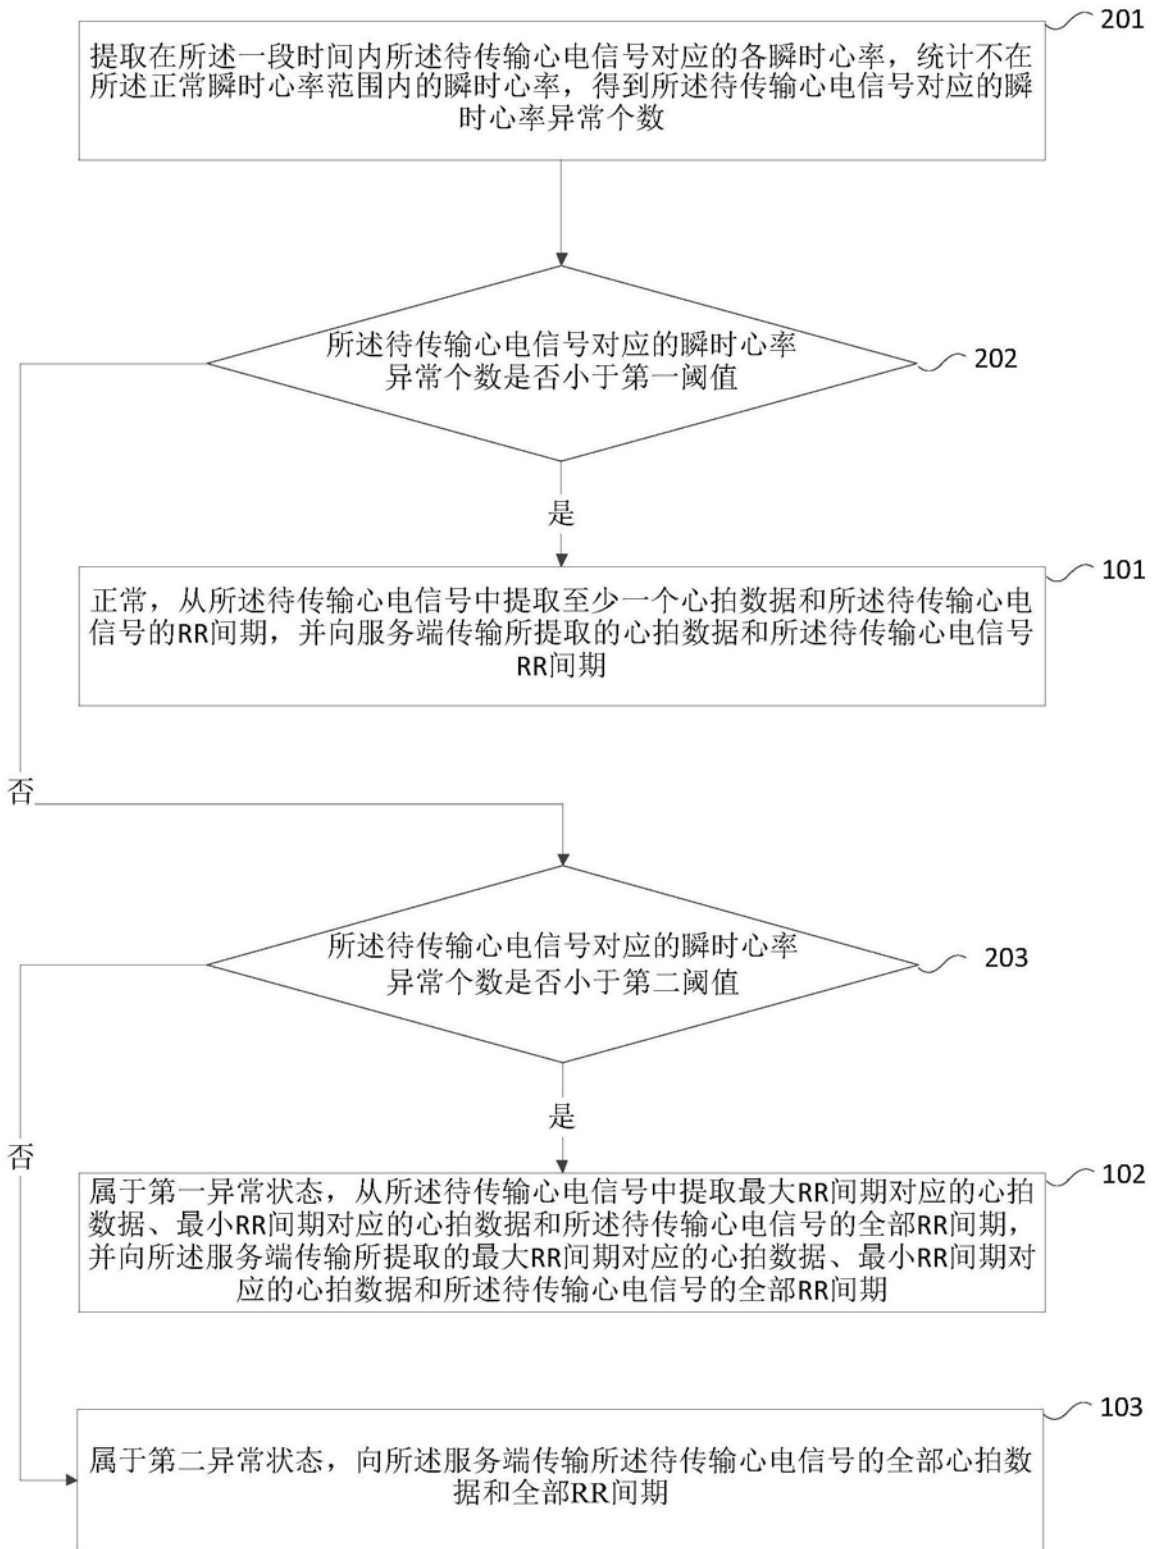 201
提取在所述一段时间内所述待传输心电信号对应的各瞬时心率，统计不在
所述正常瞬时心率范围内的瞬时心率，得到所述待传输心电信号对应的瞬
时心率异常个数
所述待传输心电信号对应的瞬时心率
异常个数是否小于第一阈值
202
是
101
正常，从所述待传输心电信号中提取至少一个心拍数据和所述待传输心电
信号的RR间期，并向服务端传输所提取的心拍数据和所述待传输心电信号
RR间期
否
所述待传输心电信号对应的瞬时心率
异常个数是否小于第二阈值
203
是
否
102
属于第一异常状态，从所述待传输心电信号中提取最大RR间期对应的心拍
数据、最小RR间期对应的心拍数据和所述待传输心电信号的全部RR间期，
并向所述服务端传输所提取的最大RR间期对应的心拍数据、最小RR间期对
应的心拍数据和所述待传输心电信号的全部RR间期
103
属于第二异常状态，向所述服务端传输所述待传输心电信号的全部心拍数
据和全部RR间期